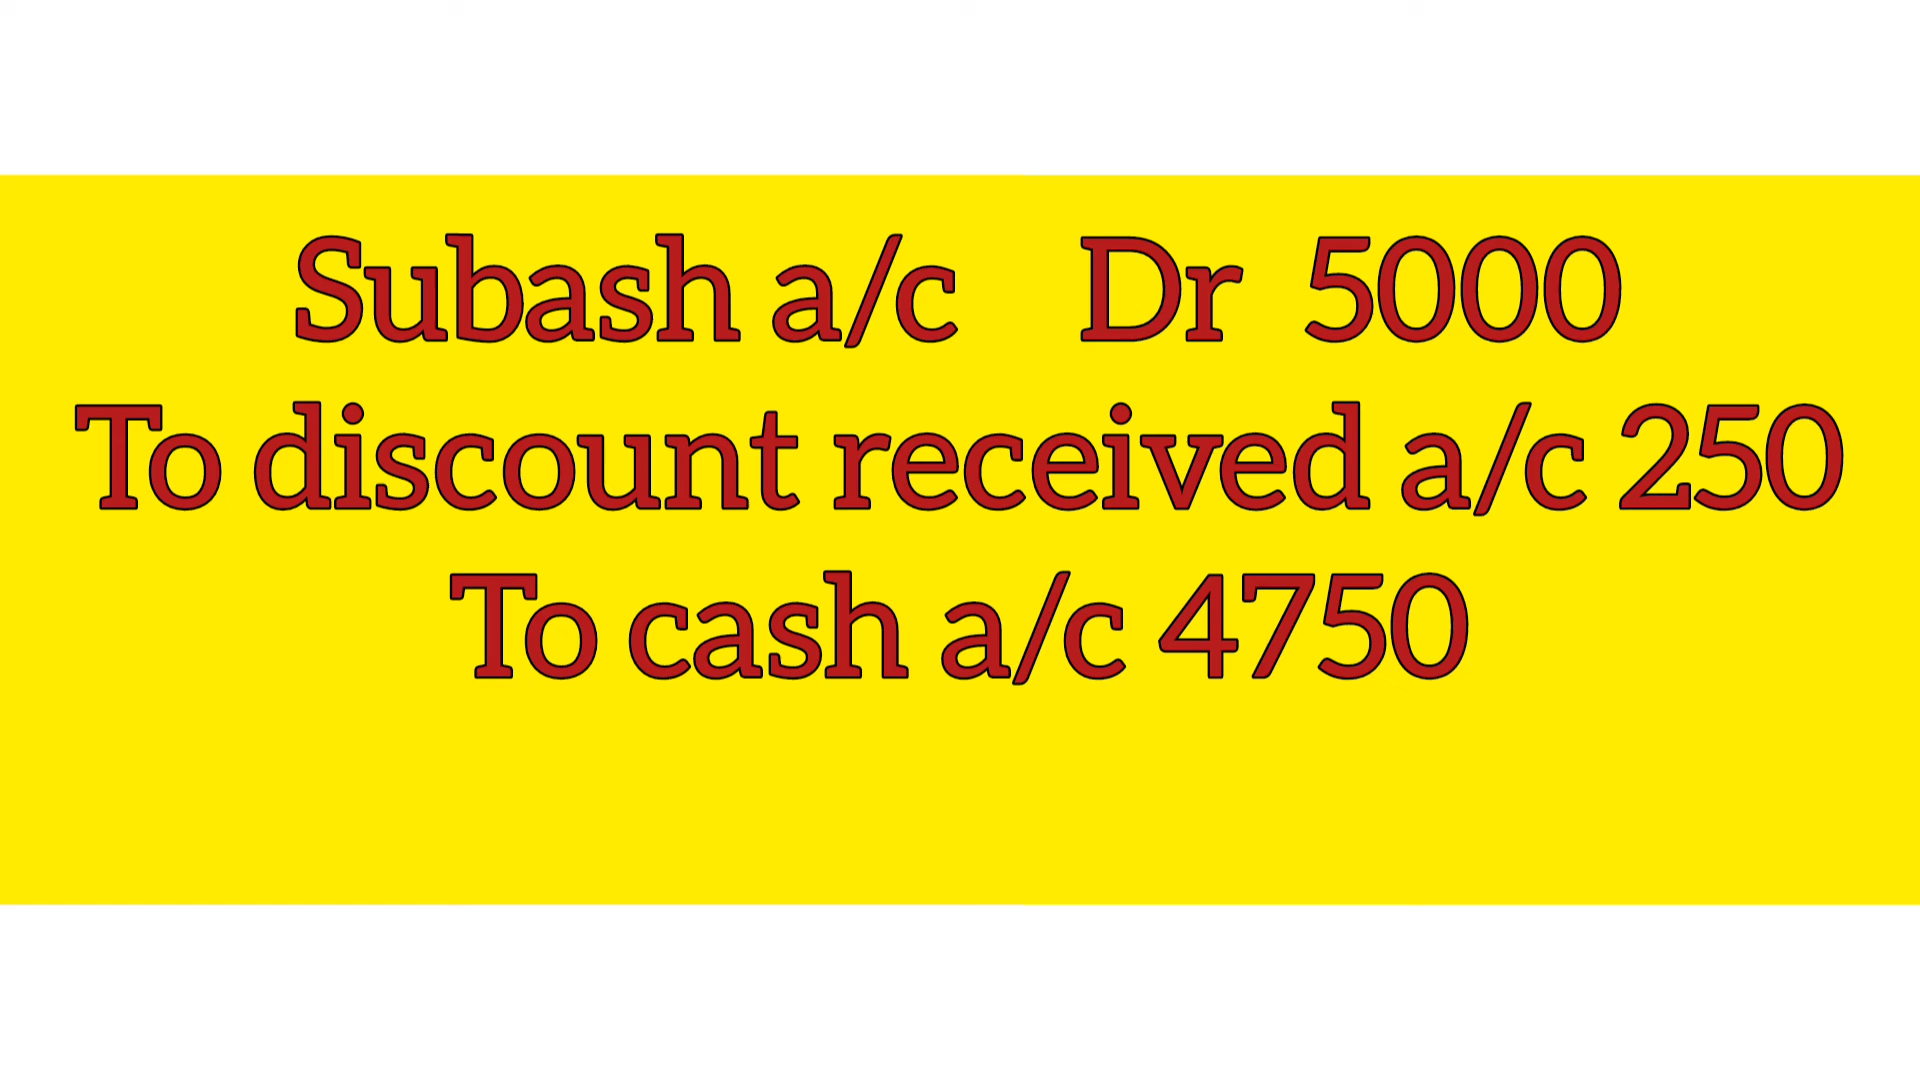 Subash a/c Dr 5000
To discount received a/c 250
To cash a/c 4750